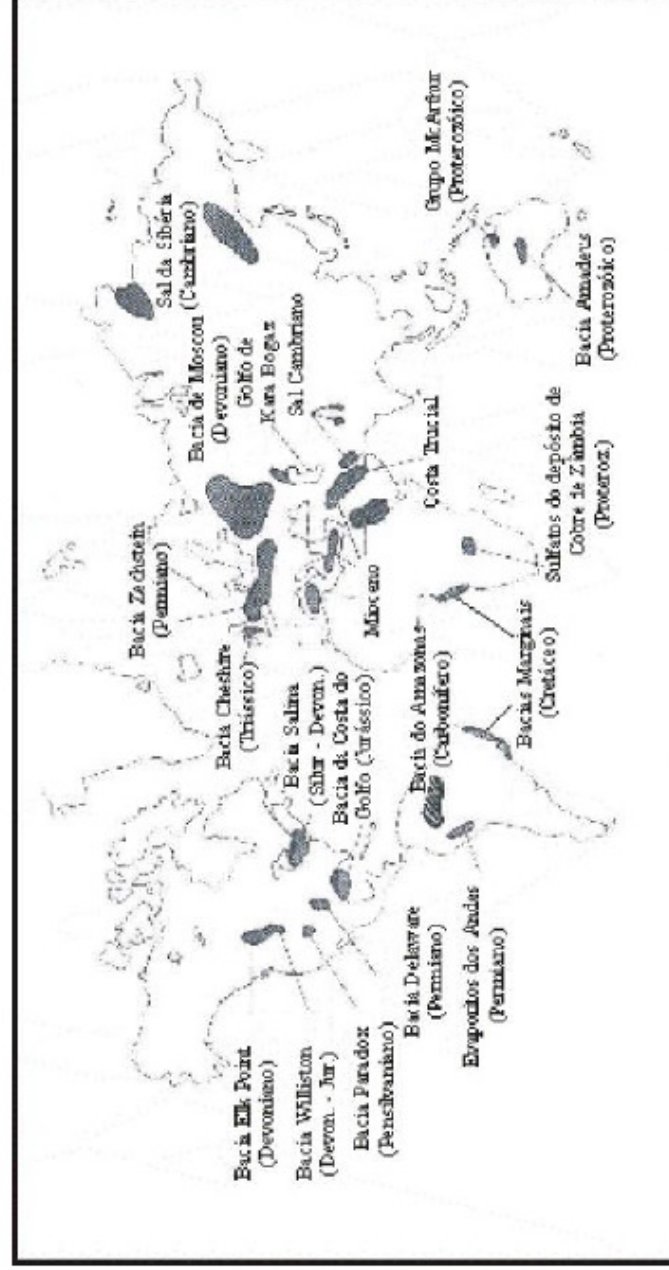 Bacia Zechstein
(Permiano)
Bacia Cheshire
(Triássico)
Bacia Salina
(Silur - Devon.)
Bacia da Costa do
Golfo (Jurássico)
Bacia de Moscou
(Devoniano)
Golfo de
Kara Bogaz
Sal Cambriano
Sal da Sibéria
(Cambriano)
Bacia Elk Point
(Devoniano)
Bacia Williston
(Devon. - Jur.)
Bacia Paradox
(Pensilvaniano)
Bacia Delaware
(Permiano)
Evaporitos dos Andes
(Permiano)
Bacia do Amazonas
(Carbonífero)
Bacias Marginais
(Cretáceo)
Mioceno
Costa Trucial
Sulfatos do depósito de
Cobre de Zâmbia
(Proteroz.)
Grupo McArthur
(Proterozóico)
Bacia Amadeus
(Proterozóico)